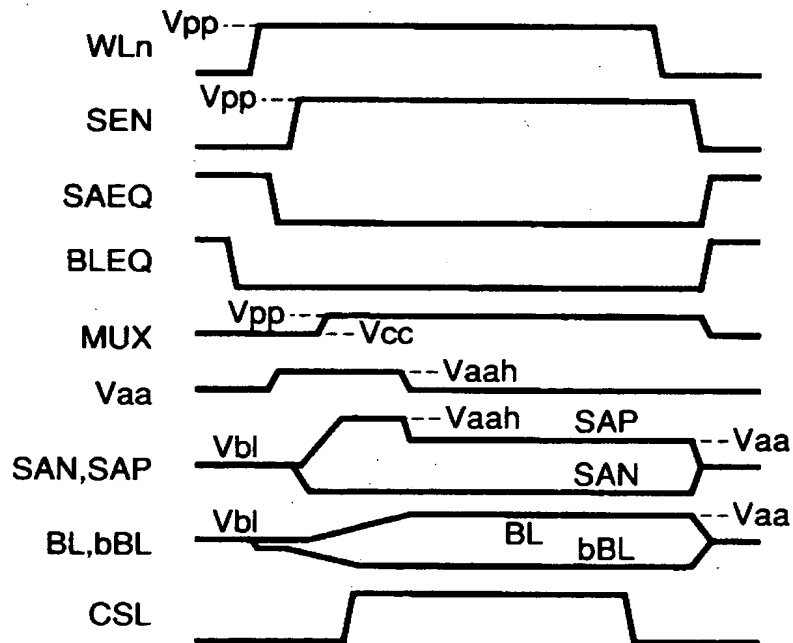 Vpp
WLn
Vpp
SEN
SAEQ
BLEQ
Vpp
Vcc
MUX
Vaah
Vaa
Vaah
SAP
Vbl
Vaa
SAN,SAP
SAN
Vbl
Vaa
BL
BL,bBL
bBL
CSL